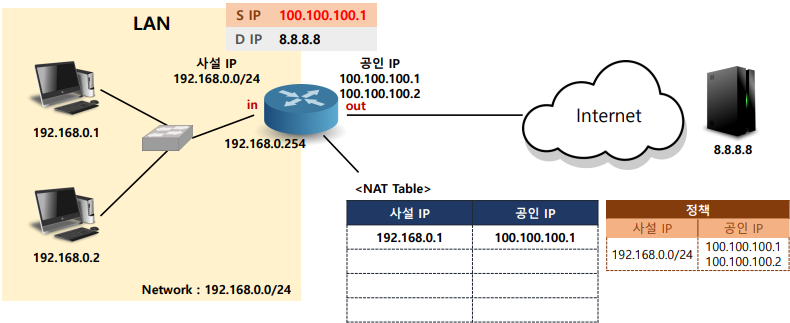 S IP 100.100.100.1
D IP 8.8.8.8
LAN
사설 IP
192.168.0.0/24
공인 IP
100.100.100.1
100.100.100.2
in
out
192.168.0.1
192.168.0.254
Internet
8.8.8.8
192.168.0.2
Network : 192.168.0.0/24
<NAT Table>
사설 IP 공인 IP
192.168.0.1 100.100.100.1
정책
사설 IP 공인 IP
192.168.0.0/24 100.100.100.1
100.100.100.2